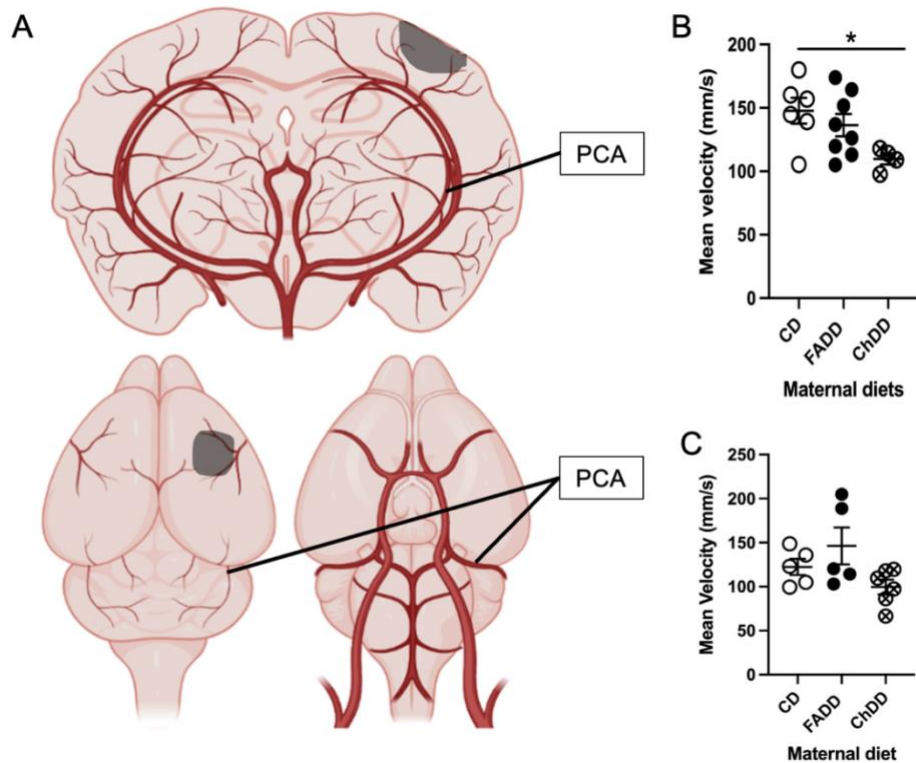 A
PCA
PCA
B
*
200
150
100
50
0
Mean velocity (mm/s)
CD
FADD
ChDD
Maternal diets
C
250
200
150
100
50
0
Mean Velocity (mm/s)
CD
FADD
ChDD
Maternal diet